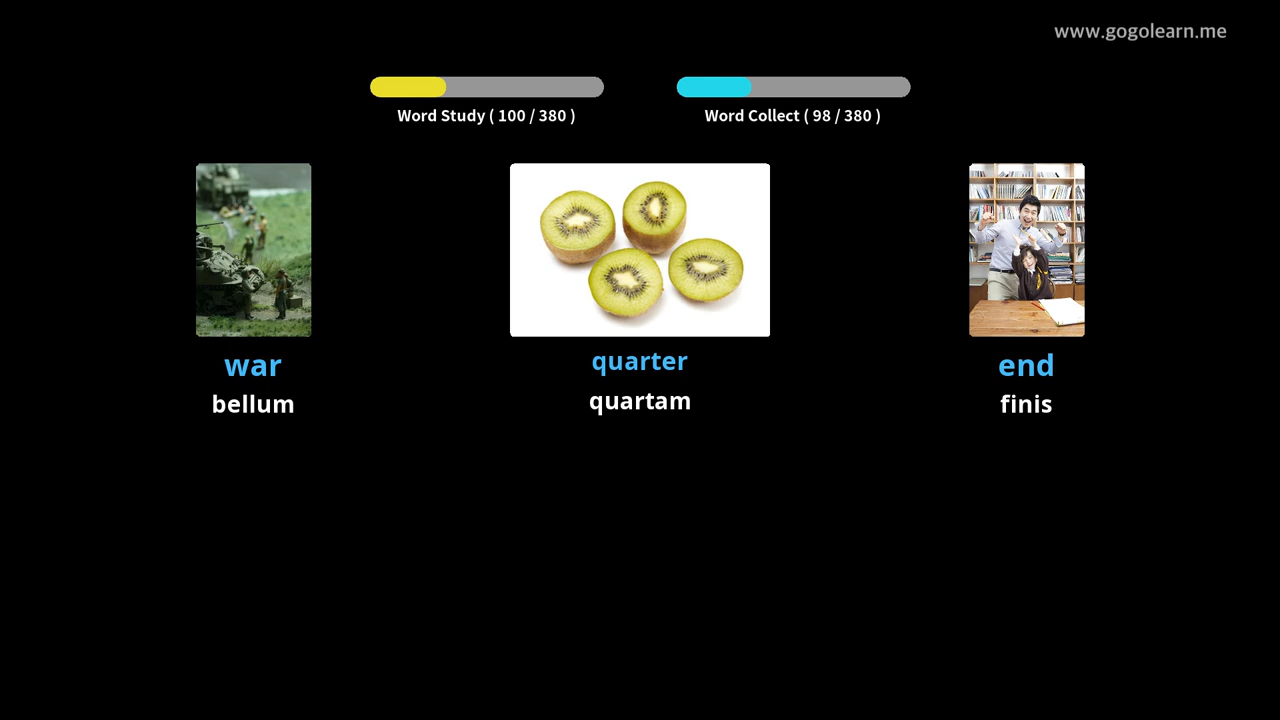 www.gogolearn.me
Word Study ( 100 / 380 )
Word Collect ( 98 / 380 )
war
bellum
quarter
quartam
end
finis